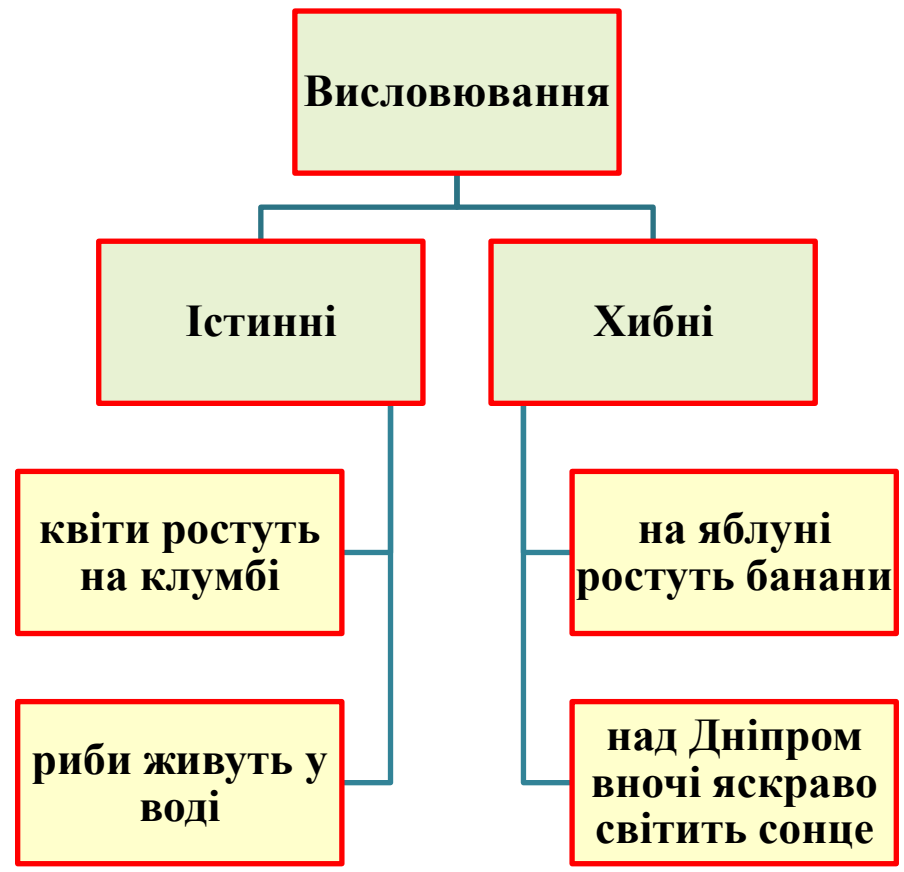 Висловювання
Істинні
Хибні
квіти ростуть
на клумбі
на яблуні
ростуть банани
риби живуть у
воді
над Дніпром
вночі яскраво
світить сонце